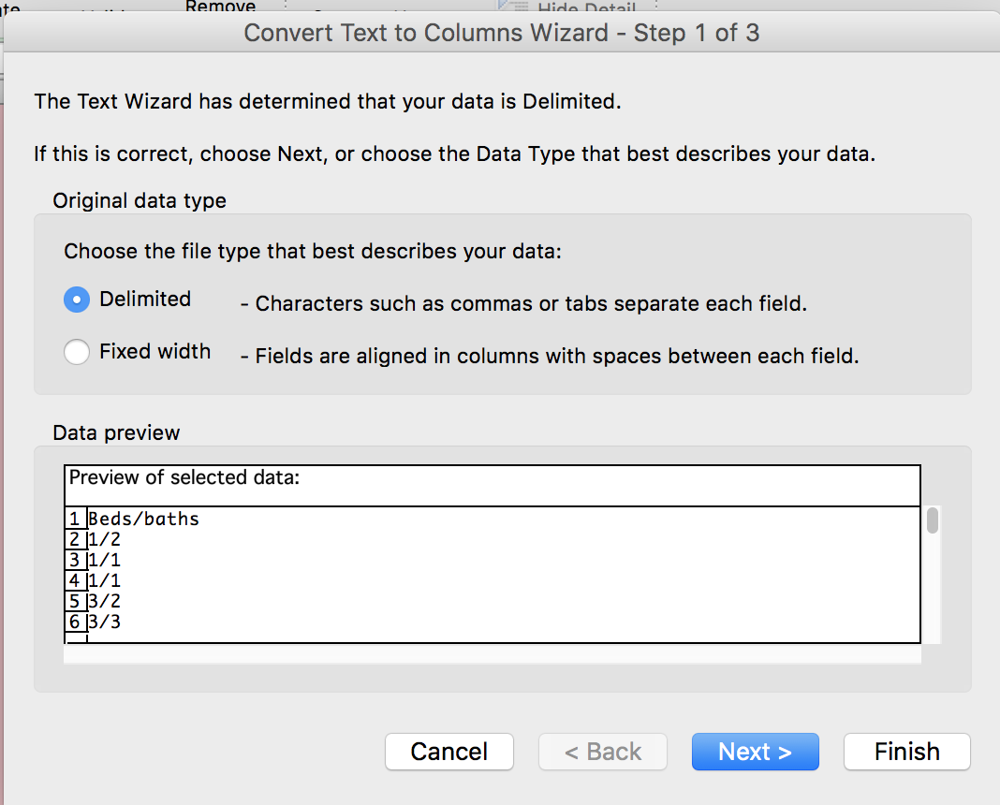 Remove
Hide Detail
Convert Text to Columns Wizard - Step 1 of 3
The Text Wizard has determined that your data is Delimited.
If this is correct, choose Next, or choose the Data Type that best describes your data.
Original data type
Choose the file type that best describes your data:
Delimited - Characters such as commas or tabs separate each field.
Fixed width - Fields are aligned in columns with spaces between each field.
Data preview
Preview of selected data:
1 Beds/baths
2 1/2
3 1/1
4 1/1
5 3/2
6 3/3
Cancel
< Back
Next >
Finish